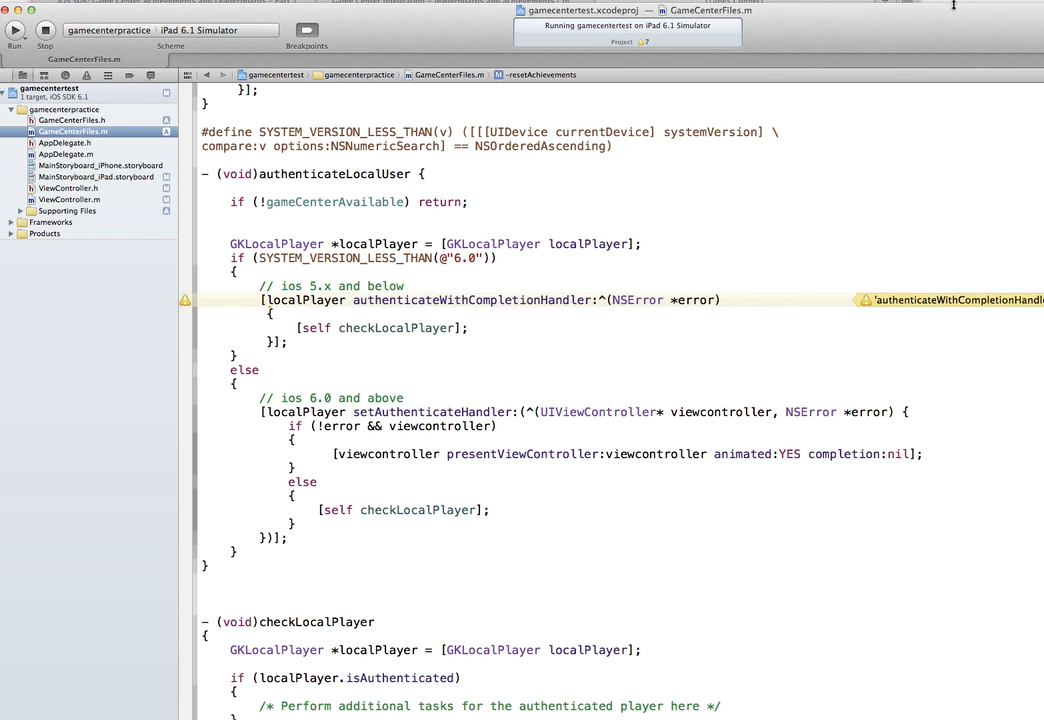 gamecentertest.xcodeproj — GameCenterFiles.m
gamecenterpractice › iPad 6.1 Simulator
Running gamecentertest on iPad 6.1 Simulator
Project 7
Run
Stop
Scheme
Breakpoints
GameCenterFiles.m
gamecentertest › gamecenterpractice › GameCenterFiles.m › M -resetAchievements
gamecentertest
1 target, iOS SDK 6.1
M
gamecenterpractice
GameCenterFiles.h
A
GameCenterFiles.m
A
AppDelegate.h
AppDelegate.m
MainStoryboard_iPhone.storyboard
MainStoryboard_iPad.storyboard
M
ViewController.h
M
ViewController.m
M
Supporting Files
A
Frameworks
Products
}];
}
#define SYSTEM_VERSION_LESS_THAN(v) ([[[UIDevice currentDevice] systemVersion] \
compare:v options:NSNumericSearch] == NSOrderedAscending)
- (void)authenticateLocalUser {
if (!gameCenterAvailable) return;
GKLocalPlayer *localPlayer = [GKLocalPlayer localPlayer];
if (SYSTEM_VERSION_LESS_THAN(@"6.0"))
{
// ios 5.x and below
[localPlayer authenticateWithCompletionHandler:^(NSError *error)
'authenticateWithCompletionHandle
{
[self checkLocalPlayer];
}];
}
else
{
// ios 6.0 and above
[localPlayer setAuthenticateHandler:(^(UIViewController* viewcontroller, NSError *error) {
if (!error && viewcontroller)
{
[viewcontroller presentViewController:viewcontroller animated:YES completion:nil];
}
else
{
[self checkLocalPlayer];
}
})];
}
}
- (void)checkLocalPlayer
{
GKLocalPlayer *localPlayer = [GKLocalPlayer localPlayer];
if (localPlayer.isAuthenticated)
{
/* Perform additional tasks for the authenticated player here */
}